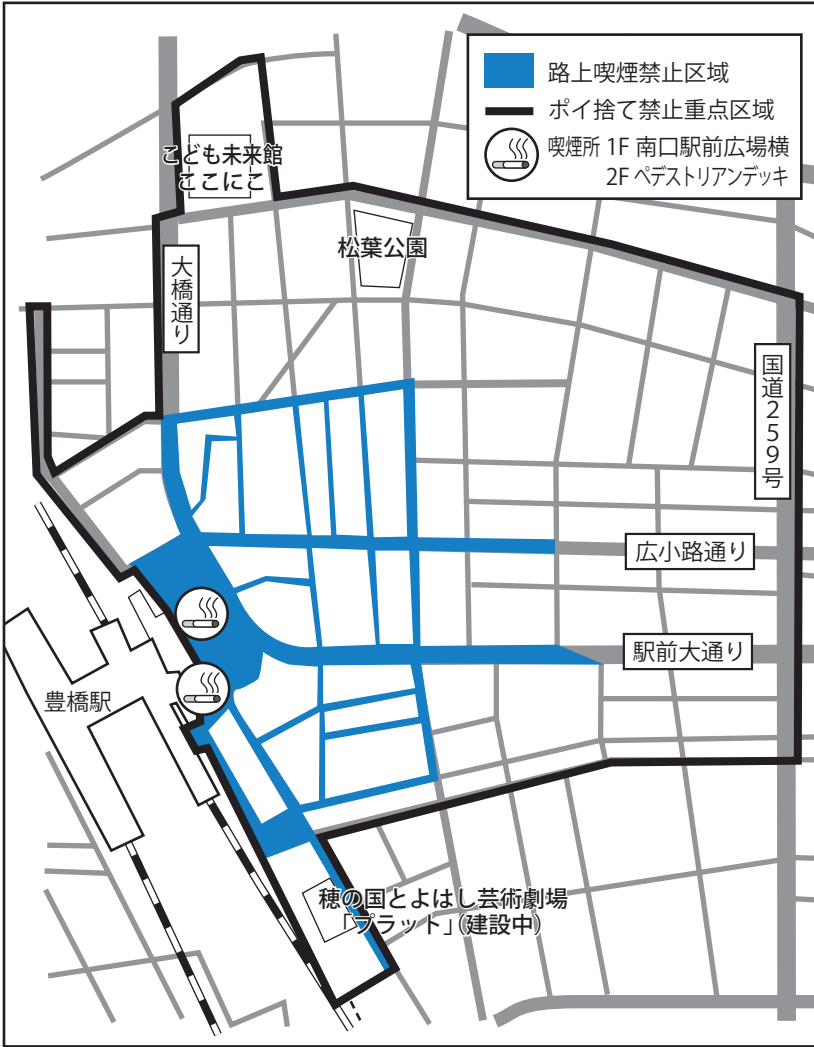 路上喫煙禁止区域
ポイ捨て禁止重点区域
喫煙所 1F 南口駅前広場横
2F ペデストリアンデッキ
こども未来館
ここにこ
松葉公園
大橋通り
国道259号
広小路通り
駅前大通り
豊橋駅
穂の国とよはし芸術劇場
「プラット」(建設中)